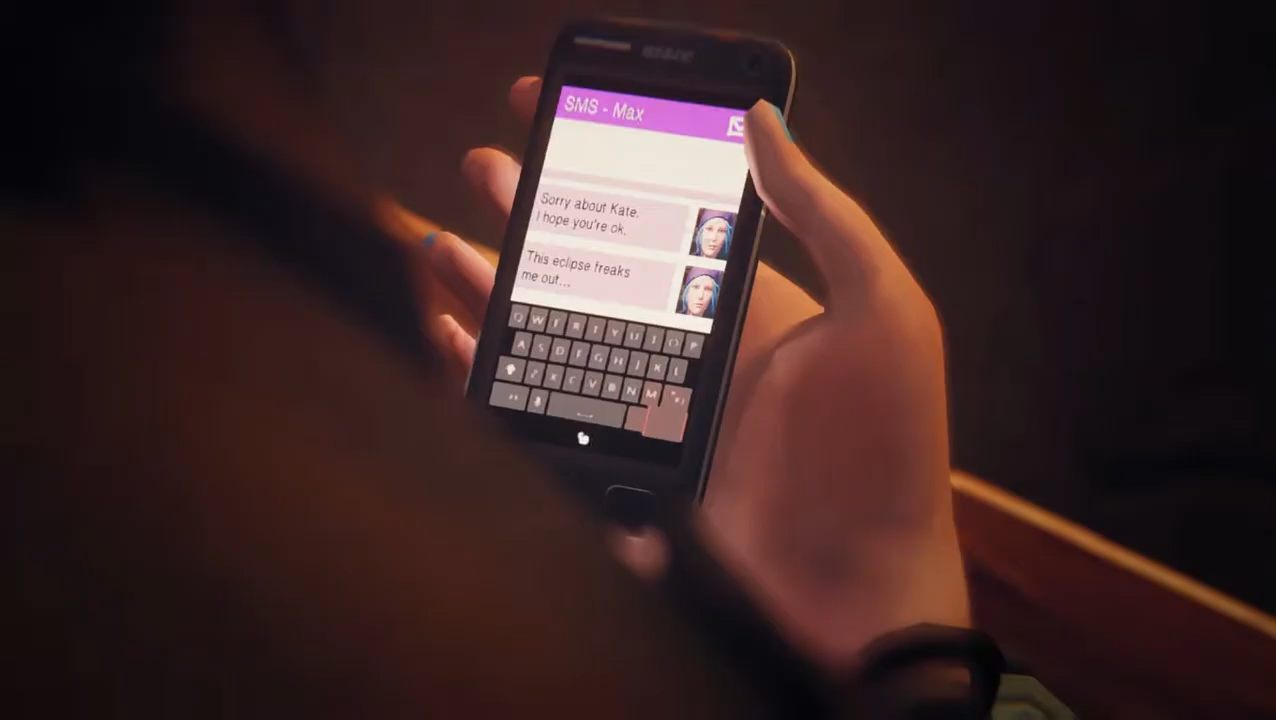 SMS - Max
Sorry about Kate.
I hope you're ok.
This eclipse freaks
me out...
Q W E R T Y U I O P
A S D F G H J K L
Z X C V B N M